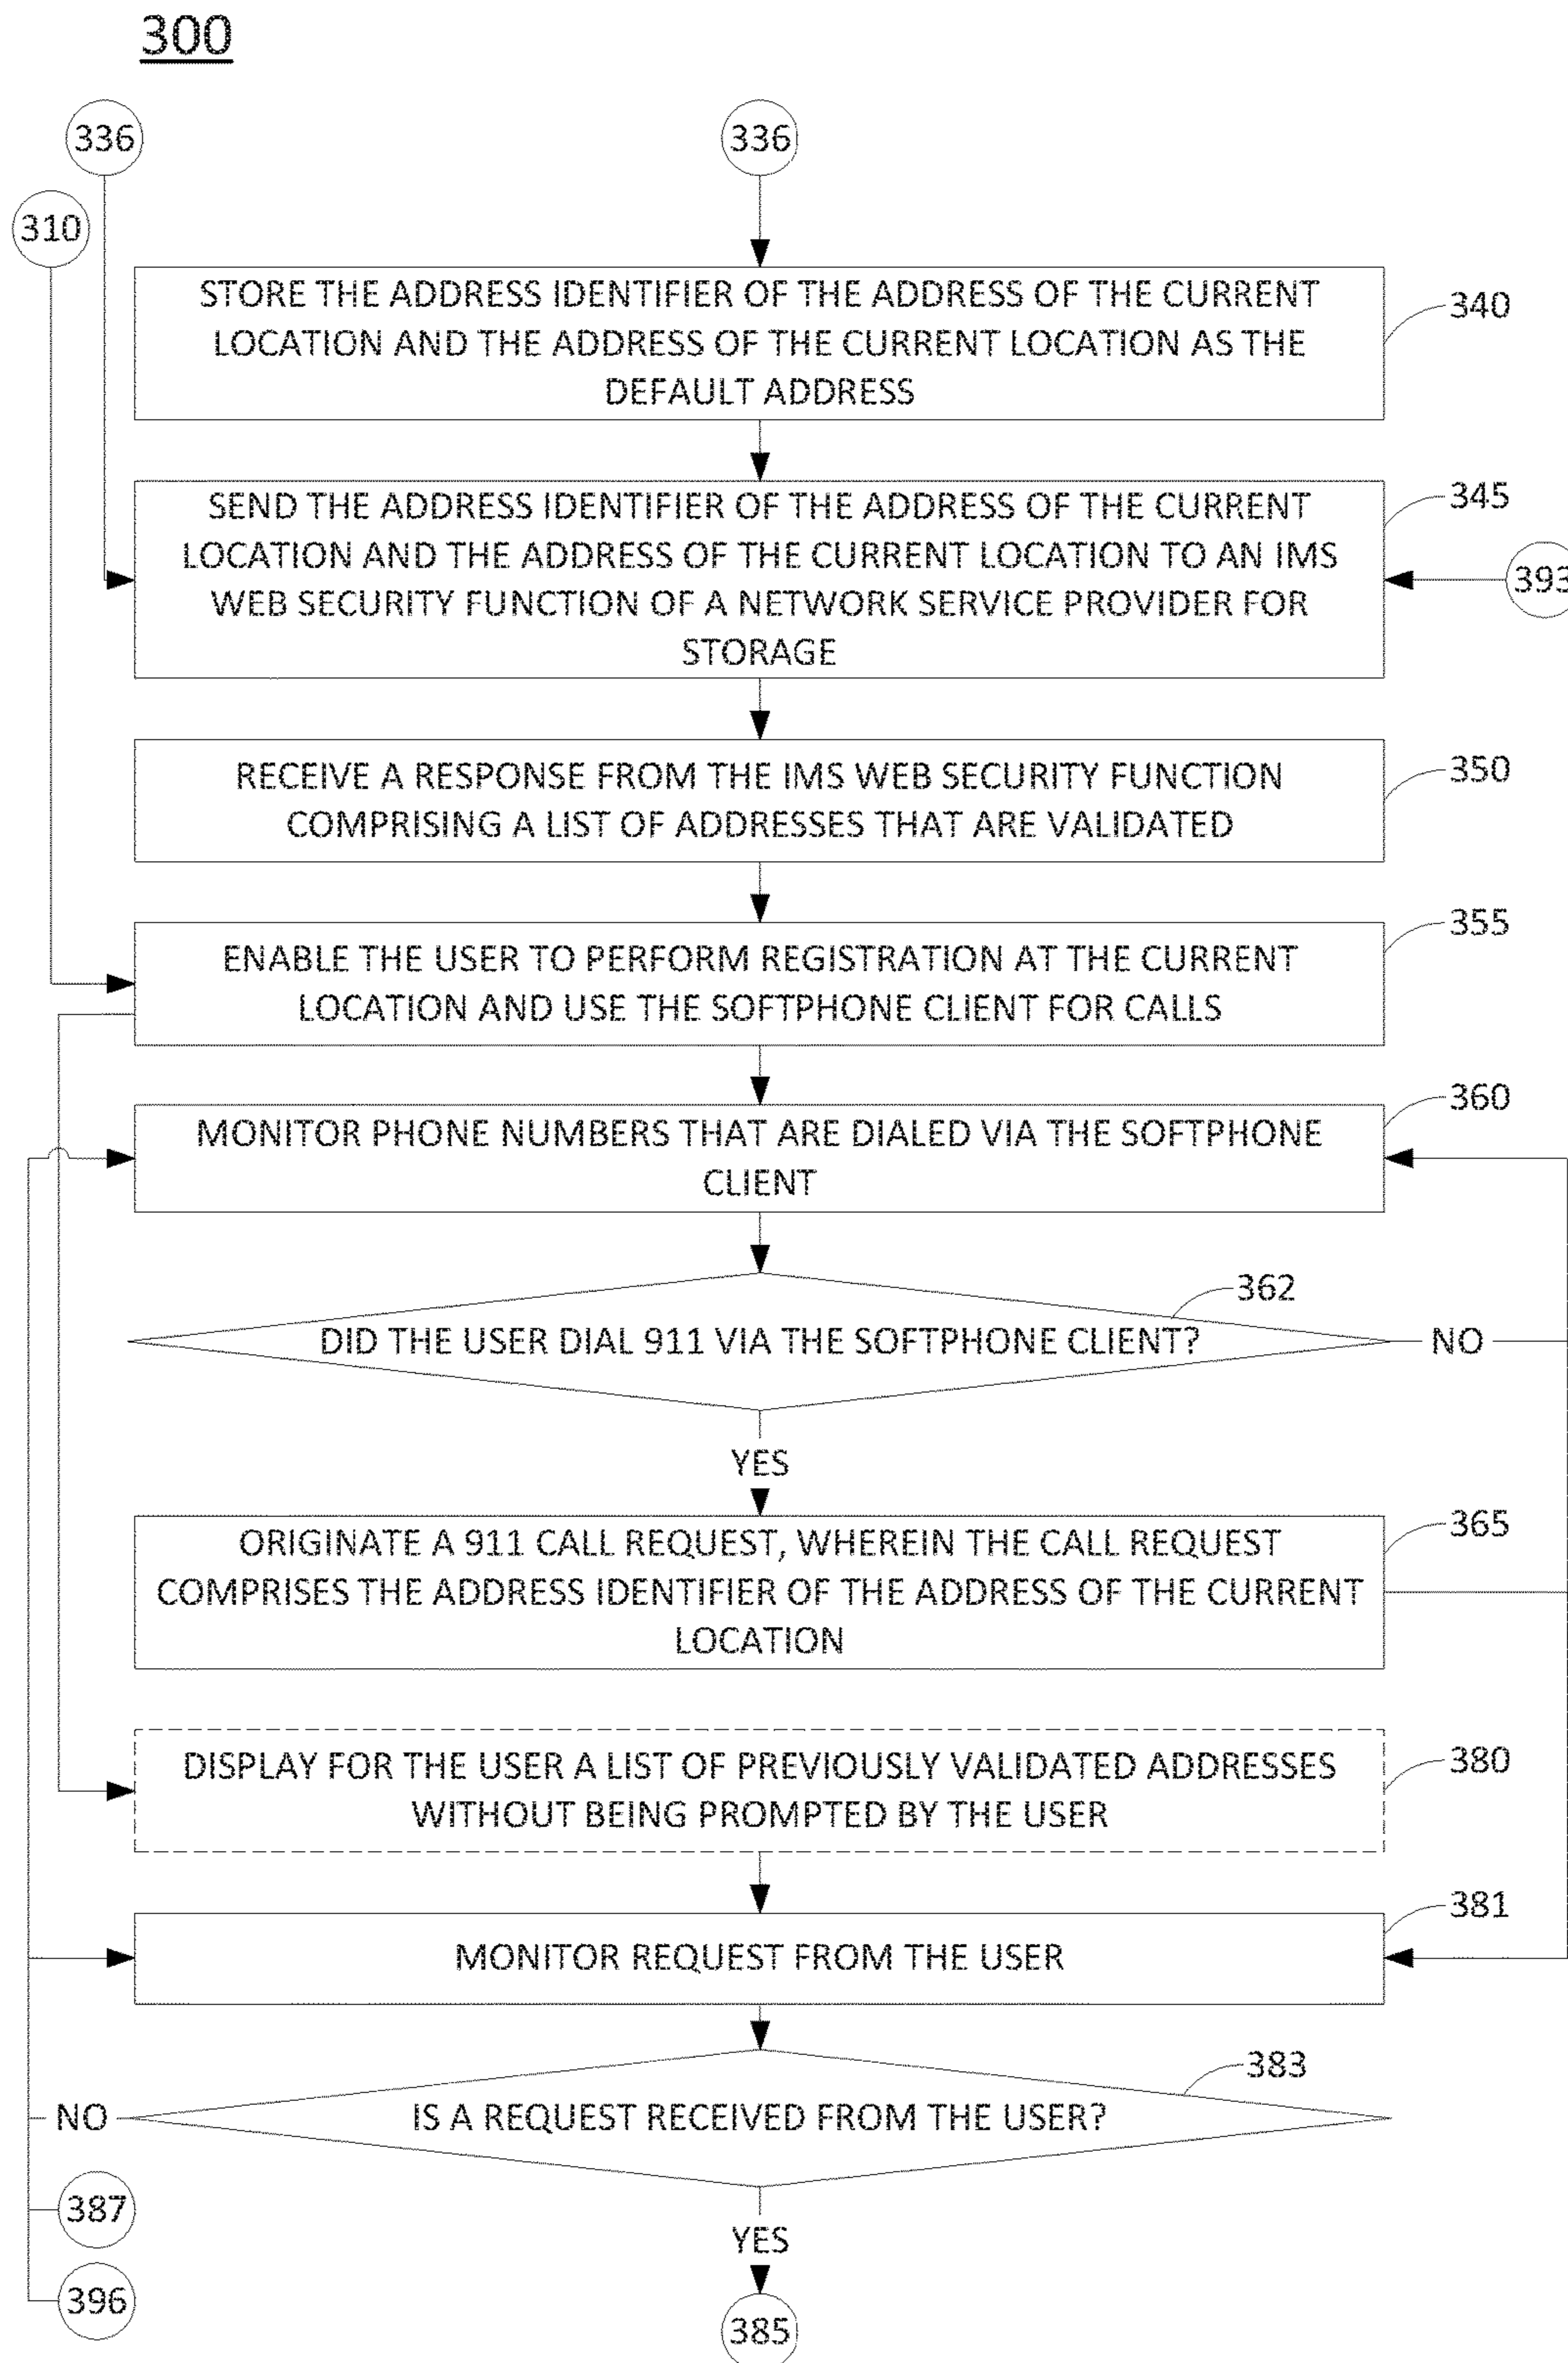 300
336
336
310
STORE THE ADDRESS IDENTIFIER OF THE ADDRESS OF THE CURRENT
LOCATION AND THE ADDRESS OF THE CURRENT LOCATION AS THE
DEFAULT ADDRESS
340
SEND THE ADDRESS IDENTIFIER OF THE ADDRESS OF THE CURRENT
LOCATION AND THE ADDRESS OF THE CURRENT LOCATION TO AN IMS
WEB SECURITY FUNCTION OF A NETWORK SERVICE PROVIDER FOR
STORAGE
345
393
RECEIVE A RESPONSE FROM THE IMS WEB SECURITY FUNCTION
COMPRISING A LIST OF ADDRESSES THAT ARE VALIDATED
350
ENABLE THE USER TO PERFORM REGISTRATION AT THE CURRENT
LOCATION AND USE THE SOFTPHONE CLIENT FOR CALLS
355
MONITOR PHONE NUMBERS THAT ARE DIALED VIA THE SOFTPHONE
CLIENT
360
362
DID THE USER DIAL 911 VIA THE SOFTPHONE CLIENT?
NO
YES
ORIGINATE A 911 CALL REQUEST, WHEREIN THE CALL REQUEST
COMPRISES THE ADDRESS IDENTIFIER OF THE ADDRESS OF THE CURRENT
LOCATION
365
DISPLAY FOR THE USER A LIST OF PREVIOUSLY VALIDATED ADDRESSES
WITHOUT BEING PROMPTED BY THE USER
380
MONITOR REQUEST FROM THE USER
381
383
NO
IS A REQUEST RECEIVED FROM THE USER?
387
YES
396
385